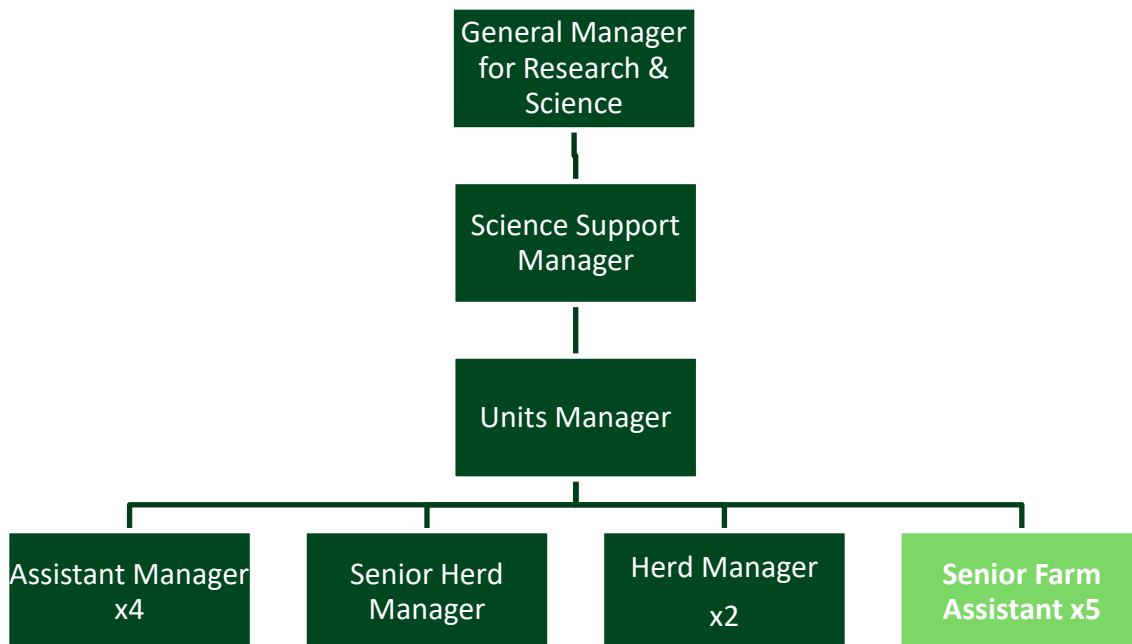 General Manager
for Research &
Science
Science Support
Manager
Units Manager
Assistant Manager
x4
Senior Herd
Manager
Herd Manager
x2
Senior Farm
Assistant x5